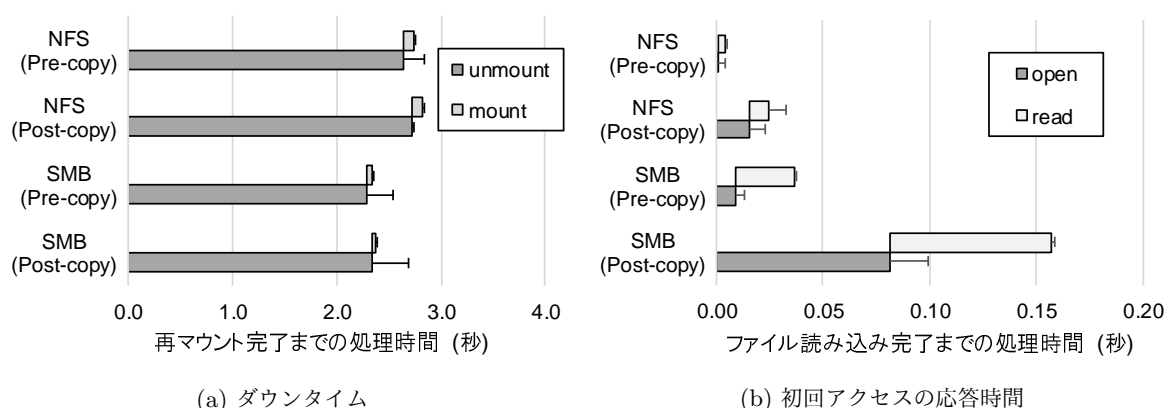 NFS
(Pre-copy)
NFS
(Post-copy)
SMB
(Pre-copy)
SMB
(Post-copy)
unmount
mount
0.0 1.0 2.0 3.0 4.0
再マウント完了までの処理時間 (秒)
(a) ダウンタイム
NFS
(Pre-copy)
NFS
(Post-copy)
SMB
(Pre-copy)
SMB
(Post-copy)
open
read
0.00 0.05 0.10 0.15 0.20
ファイル読み込み完了までの処理時間 (秒)
(b) 初回アクセスの応答時間